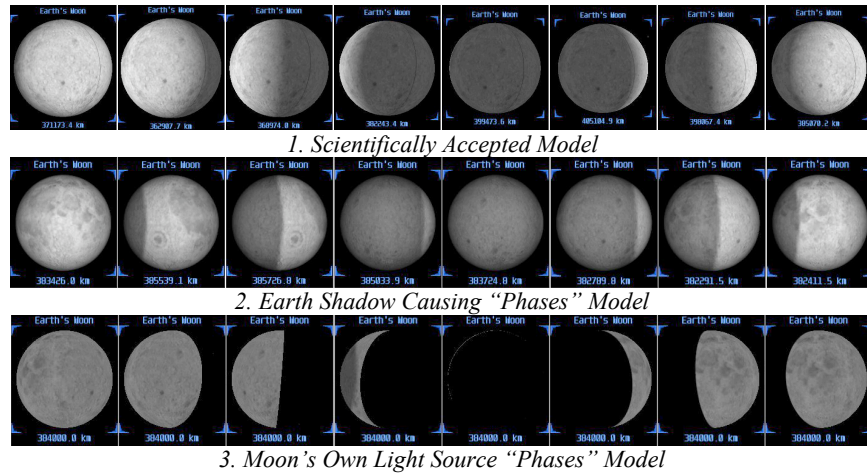 Earth's Moon Earth's Moon Earth's Moon Earth's Moon Earth's Moon Earth's Moon Earth's Moon Earth's Moon
371173.4 km 362907.7 km 368974.0 km 382243.4 km 399473.6 km 405104.9 km 398067.4 km 385070.2 km
1. Scientifically Accepted Model
Earth's Moon Earth's Moon Earth's Moon Earth's Moon Earth's Moon Earth's Moon Earth's Moon Earth's Moon
383426.0 km 385539.1 km 385726.8 km 385033.9 km 383724.8 km 382789.8 km 382291.5 km 382411.5 km
2. Earth Shadow Causing “Phases” Model
Earth's Moon Earth's Moon Earth's Moon Earth's Moon Earth's Moon Earth's Moon Earth's Moon Earth's Moon
384000.0 km 384000.0 km 384000.0 km 384000.0 km 384000.0 km 384000.0 km 384000.0 km 384000.0 km
3. Moon's Own Light Source “Phases” Model